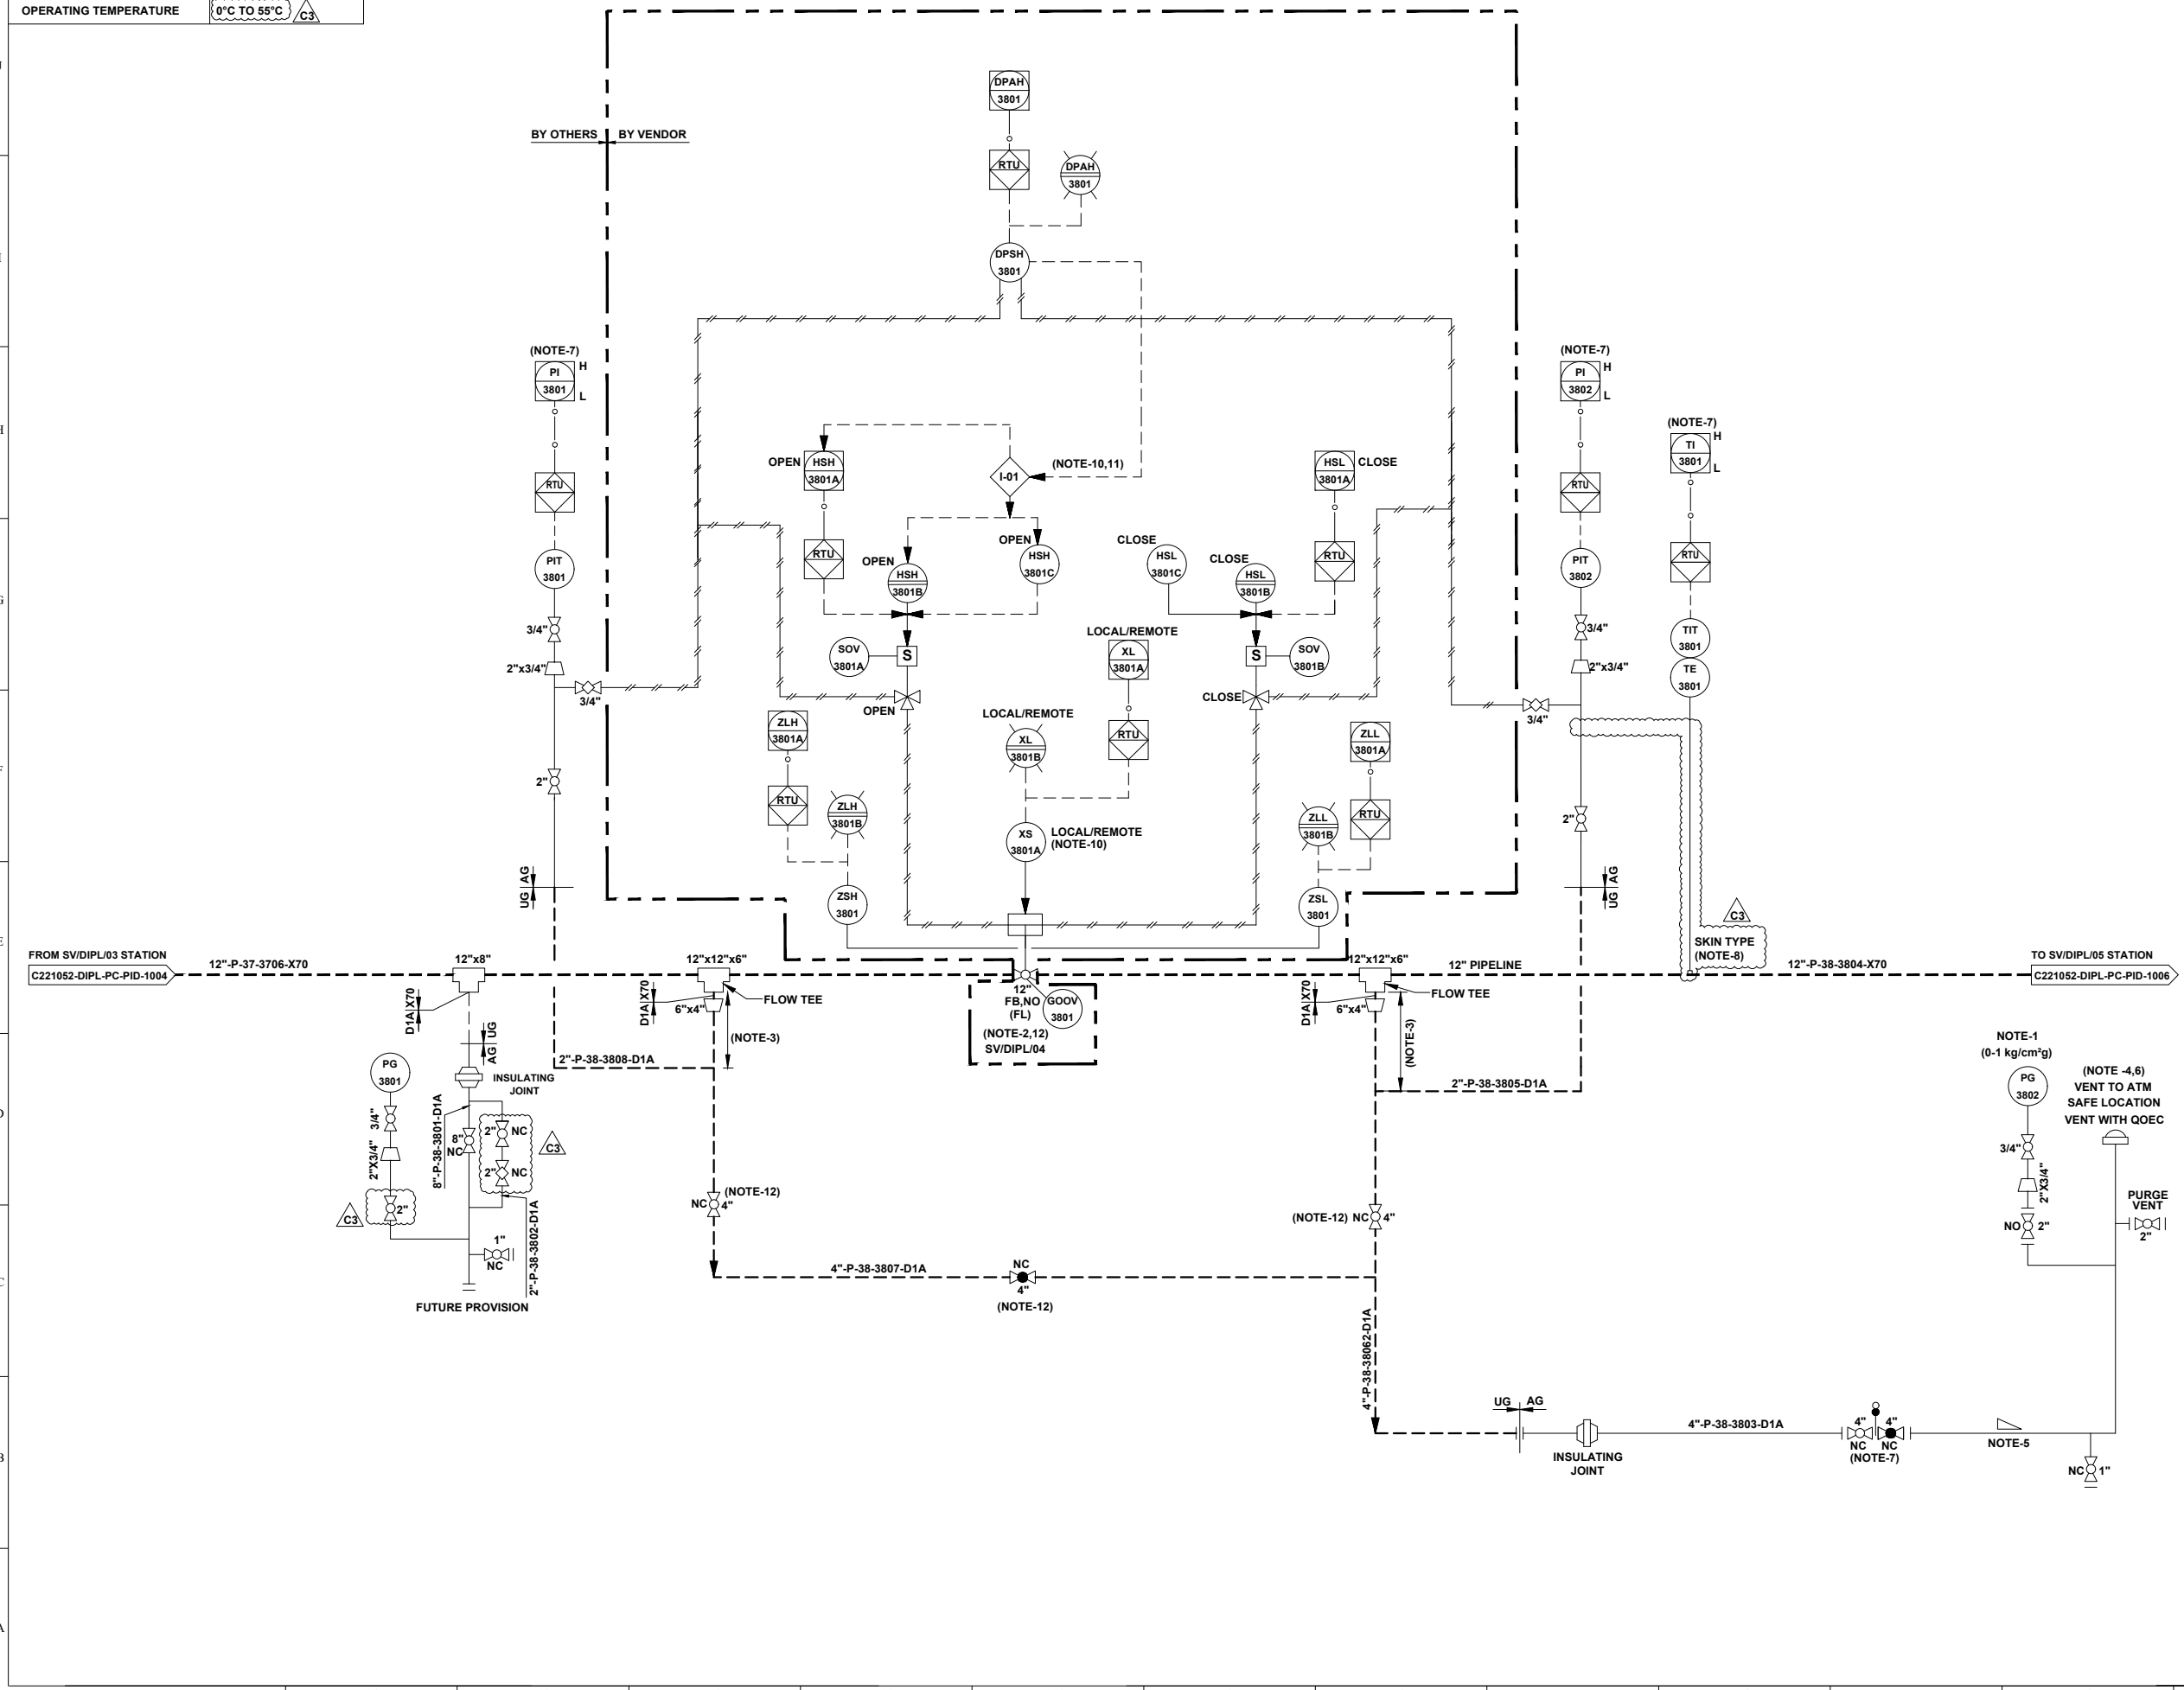 OPERATING TEMPERATURE
0°C TO 55°C
C3
BY OTHERS
BY VENDOR
DPAH
3801
RTU
DPAH
3801
DPSH
3801
(NOTE-7)
PI
3801
H
L
RTU
PIT
3801
3/4"
2"x3/4"
3/4"
2"
UG
AG
OPEN
HSH
3801A
RTU
I-01
(NOTE-10,11)
OPEN
HSH
3801B
OPEN
HSH
3801C
CLOSE
HSL
3801C
CLOSE
HSL
3801B
HSL
3801A
CLOSE
RTU
SOV
3801A
S
OPEN
S
SOV
3801B
CLOSE
LOCAL/REMOTE
XL
3801A
RTU
LOCAL/REMOTE
XL
3801B
XS
3801A
LOCAL/REMOTE
(NOTE-10)
ZLH
3801A
RTU
ZLH
3801B
ZSH
3801
ZLL
3801A
RTU
ZLL
3801B
ZSL
3801
(NOTE-7)
PI
3802
H
L
RTU
PIT
3802
3/4"
2"x3/4"
3/4"
2"
UG
AG
(NOTE-7)
TI
3801
H
L
RTU
TIT
3801
TE
3801
C3
SKIN TYPE
(NOTE-8)
FROM SV/DIPL/03 STATION
C221052-DIPL-PC-PID-1004
12"-P-37-3706-X70
12"x8"
D1A
X70
12"x12"x6"
FLOW TEE
D1A
X70
6"x4"
(NOTE-3)
12"
FB,NO
(FL)
(NOTE-2,12)
SV/DIPL/04
GOOV
3801
12"x12"x6"
FLOW TEE
D1A
X70
6"x4"
(NOTE-3)
12" PIPELINE
12"-P-38-3804-X70
TO SV/DIPL/05 STATION
C221052-DIPL-PC-PID-1006
AG
UG
INSULATING
JOINT
PG
3801
3/4"
2"X3/4"
2"
C3
8"-P-38-3801-D1A
8"
NC
2"
NC
2"
NC
C3
2"-P-38-3802-D1A
1"
NC
FUTURE PROVISION
2"-P-38-3808-D1A
2"-P-38-3805-D1A
(NOTE-12)
NC
4"
(NOTE-12)
NC
4"
4"-P-38-3807-D1A
NC
4"
(NOTE-12)
4"-P-38-38062-D1A
UG
AG
INSULATING
JOINT
4"-P-38-3803-D1A
4"
4"
NC
NC
(NOTE-7)
NOTE-5
NC
1"
NOTE-1
(0-1 kg/cm²g)
PG
3802
3/4"
2"X3/4"
NO
2"
(NOTE -4,6)
VENT TO ATM
SAFE LOCATION
VENT WITH QOEC
PURGE
VENT
2"